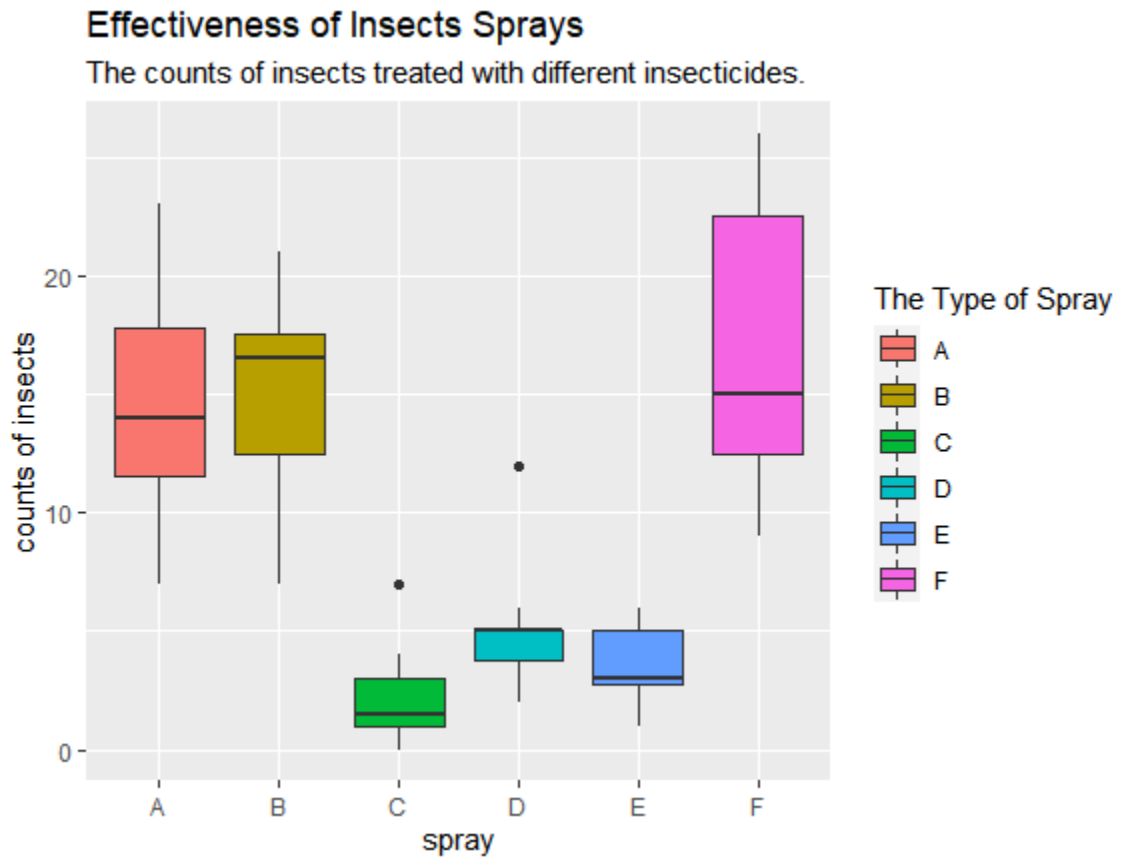 Effectiveness of Insects Sprays
The counts of insects treated with different insecticides.
counts of insects
20
10
0
A B C D E F
spray
The Type of Spray
A
B
C
D
E
F